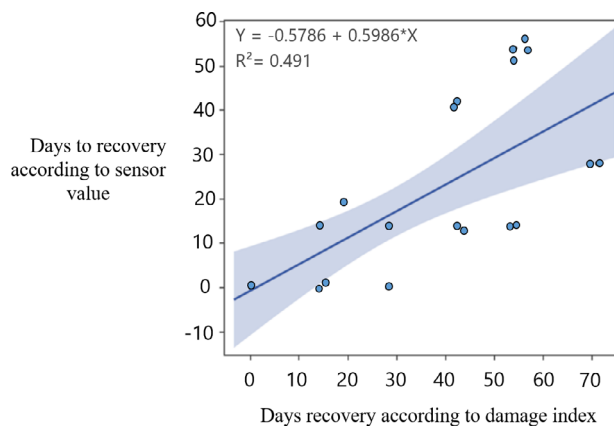 60
Y = -0.5786 + 0.5986*X
R²= 0.491
50
40
Days to recovery
according to sensor
value
30
20
10
0
-10
0 10 20 30 40 50 60 70
Days recovery according to damage index